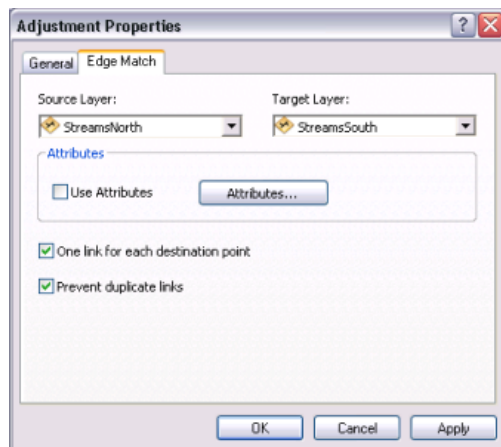 Adjustment Properties
General Edge Match
Source Layer: Target Layer:
StreamsNorth StreamsSouth
Attributes
Use Attributes Attributes...
One link for each destination point
Prevent duplicate links
OK Cancel Apply